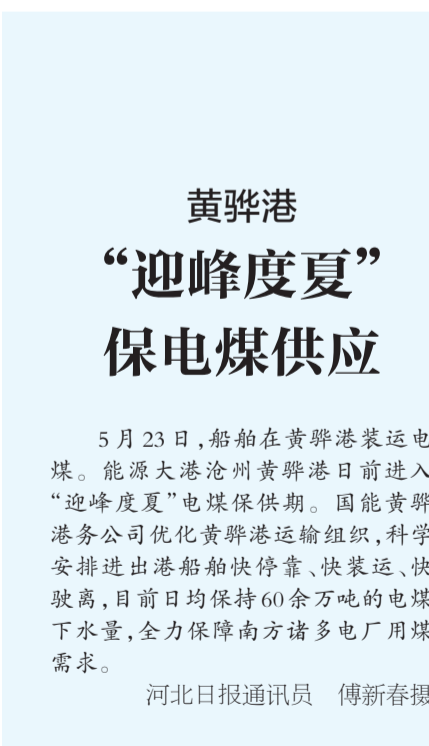 黄骅港
“迎峰度夏”
保电煤供应
5月23日，船舶在黄骅港装运电
煤。能源大港沧州黄骅港日前进入
“迎峰度夏”电煤保供期。国能黄骅
港务公司优化黄骅港运输组织，科学
安排进出港船舶快停靠、快装运、快
驶离，目前日均保持60余万吨的电煤
下水量，全力保障南方诸多电厂用煤
需求。
河北日报通讯员　傅新春摄